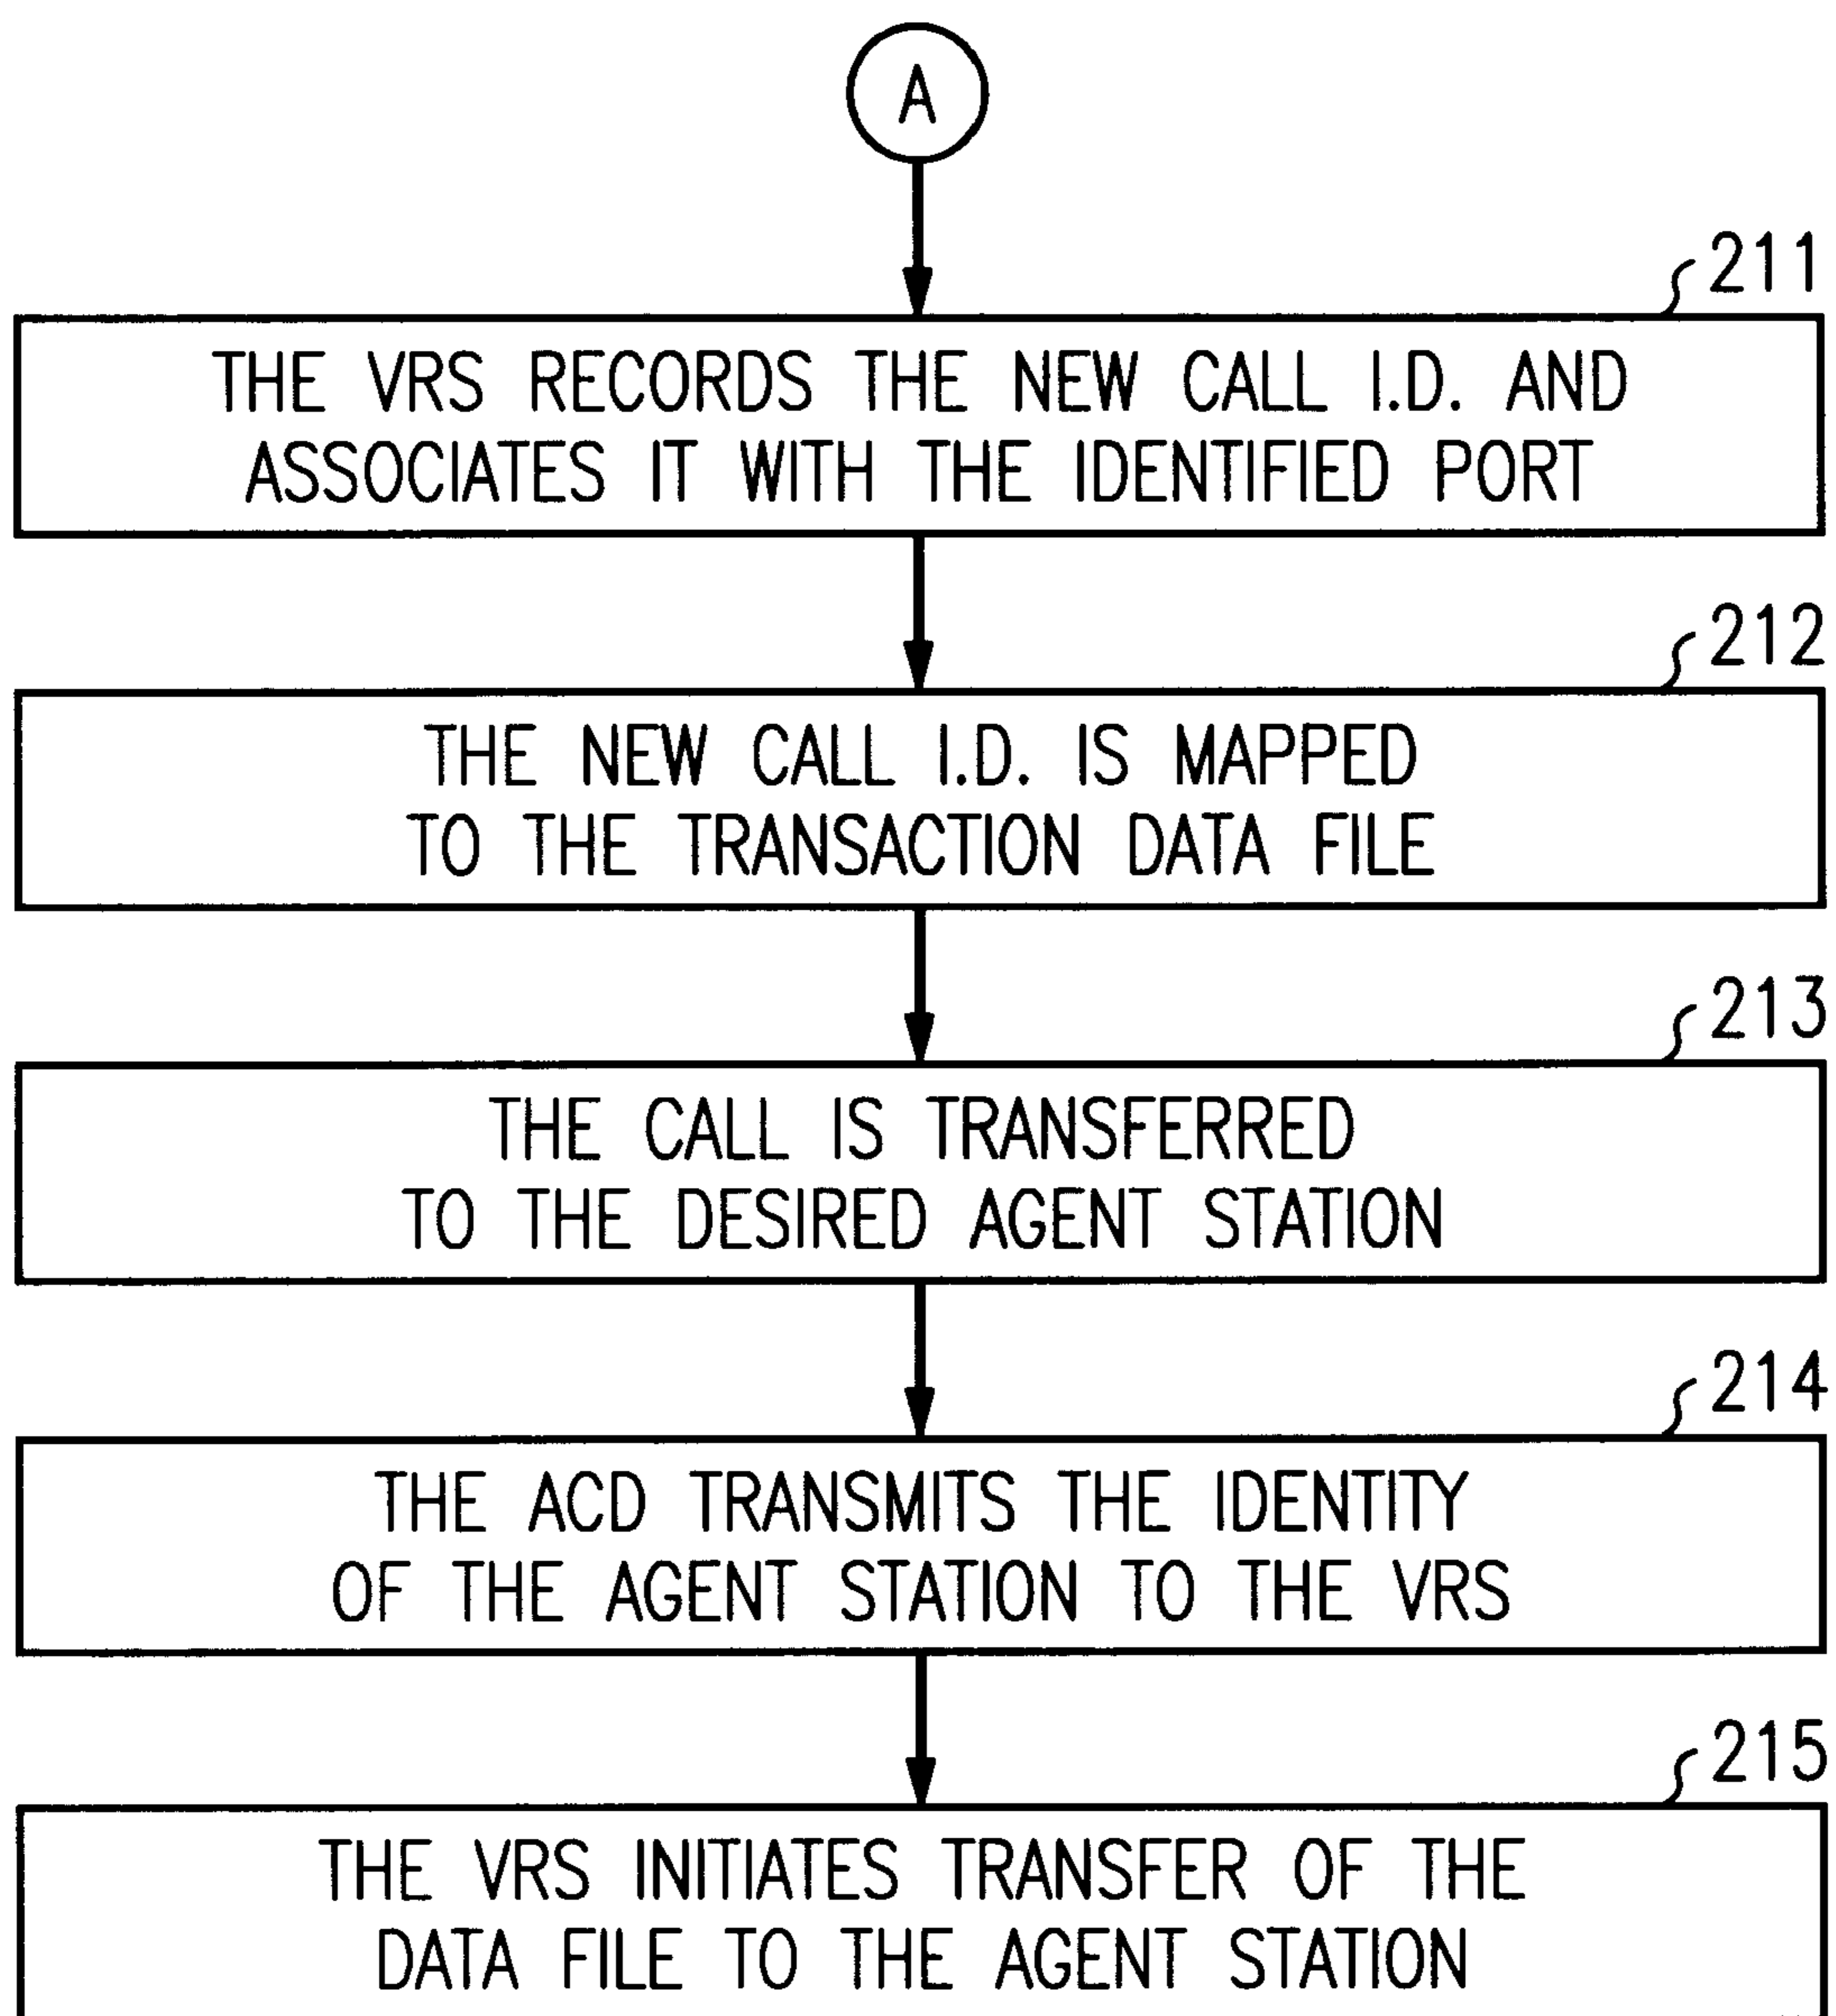 A
211
THE VRS RECORDS THE NEW CALL I.D. AND
ASSOCIATES IT WITH THE IDENTIFIED PORT
212
THE NEW CALL I.D. IS MAPPED
TO THE TRANSACTION DATA FILE
213
THE CALL IS TRANSFERRED
TO THE DESIRED AGENT STATION
214
THE ACD TRANSMITS THE IDENTITY
OF THE AGENT STATION TO THE VRS
215
THE VRS INITIATES TRANSFER OF THE
DATA FILE TO THE AGENT STATION